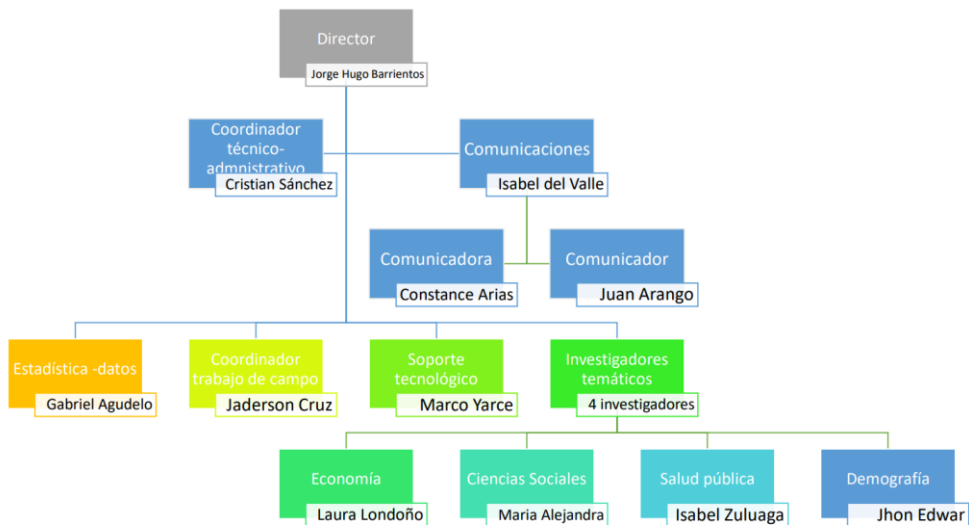 Director
Jorge Hugo Barrientos
Coordinador
técnico-
admnistrativo
Cristian Sánchez
Comunicaciones
Isabel del Valle
Comunicadora
Constance Arias
Comunicador
Juan Arango
Estadística -datos
Gabriel Agudelo
Coordinador
trabajo de campo
Jaderson Cruz
Soporte
tecnológico
Marco Yarce
Investigadores
temáticos
4 investigadores
Economía
Laura Londoño
Ciencias Sociales
Maria Alejandra
Salud pública
Isabel Zuluaga
Demografía
Jhon Edwar